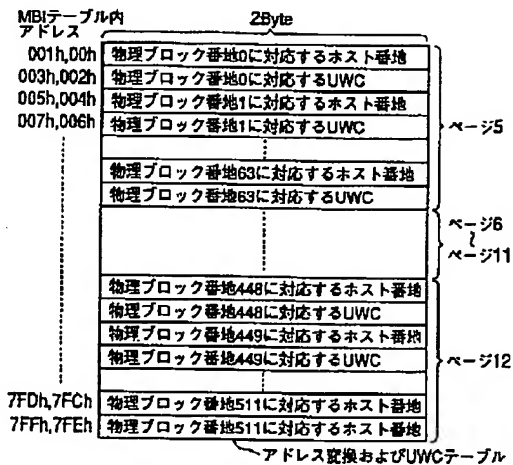 MBIテーブル内
アドレス
2Byte
001h,00h 物理ブロック番地0に対応するホスト番地
003h,002h 物理ブロック番地0に対応するUWC
005h,004h 物理ブロック番地1に対応するホスト番地
007h,006h 物理ブロック番地1に対応するUWC
物理ブロック番地63に対応するホスト番地
物理ブロック番地63に対応するUWC
ページ5
ページ6
~
ページ11
物理ブロック番地448に対応するホスト番地
物理ブロック番地448に対応するUWC
物理ブロック番地449に対応するホスト番地
物理ブロック番地449に対応するUWC
ページ12
7FDh,7FCh 物理ブロック番地511に対応するホスト番地
7FFh,7FEh 物理ブロック番地511に対応するUWC
アドレス変換およびUWCテーブル